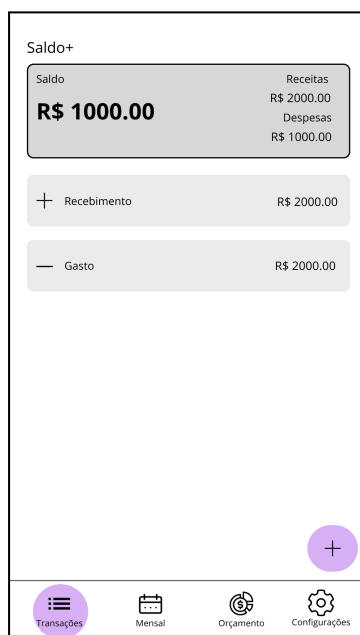 Saldo+
Saldo
R$ 1000.00
Receitas
R$ 2000.00
Despesas
R$ 1000.00
Recebimento R$ 2000.00
Gasto R$ 2000.00
Transações Mensal Orçamento Configurações